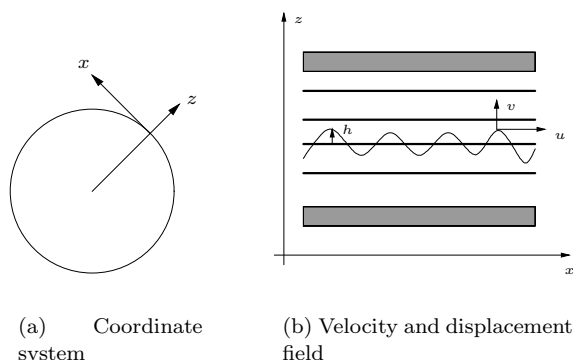 x
z
z
v
h
u
x
(a) Coordinate
system
(b) Velocity and displacement
field